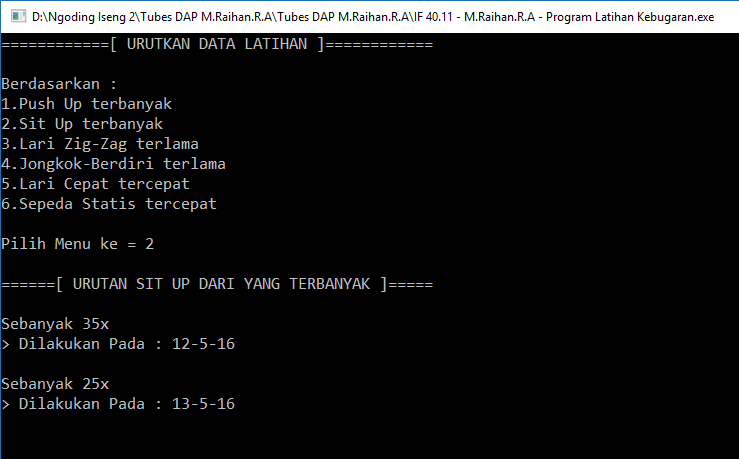 D:\Ngoding Iseng 2\Tubes DAP M.Raihan.R.A\Tubes DAP M.Raihan.R.A\IF 40.11 - M.Raihan.R.A - Program Latihan Kebugaran.exe
============[ URUTKAN DATA LATIHAN ]============
Berdasarkan :
1.Push Up terbanyak
2.Sit Up terbanyak
3.Lari Zig-Zag terlama
4.Jongkok-Berdiri terlama
5.Lari Cepat tercepat
6.Sepeda Statis tercepat
Pilih Menu ke = 2
======[ URUTAN SIT UP DARI YANG TERBANYAK ]=====
Sebanyak 35x
> Dilakukan Pada : 12-5-16
Sebanyak 25x
> Dilakukan Pada : 13-5-16